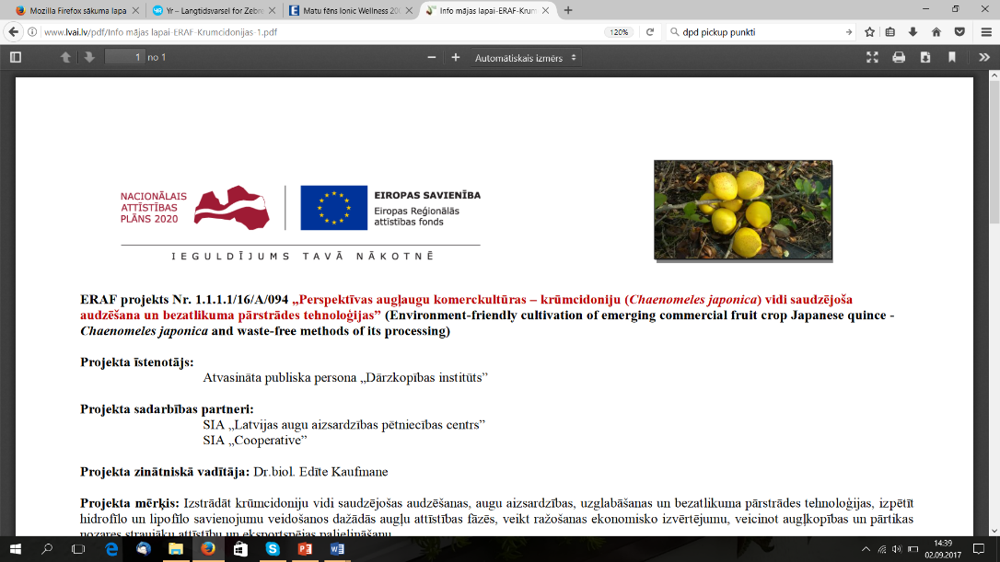 Mozilla Firefox sākuma lapa
Yr – Langtidsvarsel for Zebre
Matu fēns Ionic Wellness 200
Info mājas lapai-ERAF-Krum
www.lvai.lv/pdf/Info mājas lapai-ERAF-Krumcidonijas-1.pdf
120%
dpd pickup punkti
1 no 1
Automātiskais izmērs
NACIONĀLAIS
ATTĪSTĪBAS
PLĀNS 2020
EIROPAS SAVIENĪBA
Eiropas Reģionālās
attīstības fonds
IEGULDĪJUMS TAVĀ NĀKOTNĒ
ERAF projekts Nr. 1.1.1.1/16/A/094 „Perspektīvas augļaugu komerckultūras – krūmcidoniju (Chaenomeles japonica) vidi saudzējoša
audzēšana un bezatlikuma pārstrādes tehnoloģijas” (Environment-friendly cultivation of emerging commercial fruit crop Japanese quince -
Chaenomeles japonica and waste-free methods of its processing)
Projekta īstenotājs:
Atvasināta publiska persona „Dārzkopības institūts”
Projekta sadarbības partneri:
SIA „Latvijas augu aizsardzības pētniecības centrs”
SIA „Cooperative”
Projekta zinātniskā vadītāja: Dr.biol. Edīte Kaufmane
Projekta mērķis: Izstrādāt krūmcidoniju vidi saudzējošas audzēšanas, augu aizsardzības, uzglabāšanas un bezatlikuma pārstrādes tehnoloģijas, izpētīt
hidrofilo un lipofilo savienojumu veidošanos dažādās augļu attīstības fāzēs, veikt ražošanas ekonomisko izvērtējumu, veicinot augļkopības un pārtikas
nozares straujāku attīstību un eksportspējas palielināšanu.
14:39
02.09.2017